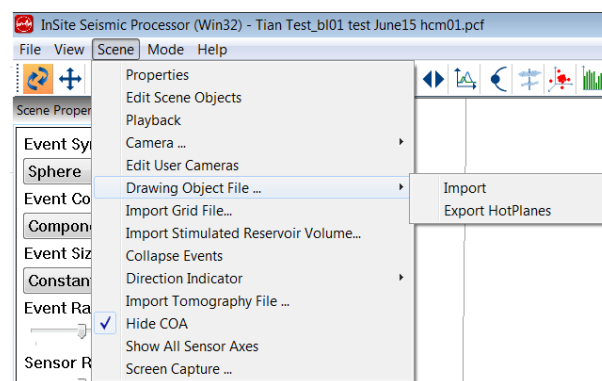 InSite Seismic Processor (Win32) - Tian Test_bl01 test June15 hcm01.pcf
File View Scene Mode Help
Scene Proper
Properties
Edit Scene Objects
Playback
Camera ...
Edit User Cameras
Drawing Object File ...
Import Grid File...
Import Stimulated Reservoir Volume...
Collapse Events
Direction Indicator
Import Tomography File ...
Hide COA
Show All Sensor Axes
Screen Capture ...
Import
Export HotPlanes
Event Sy
Sphere
Event Co
Compon
Event Siz
Constan
Event Ra
Sensor R